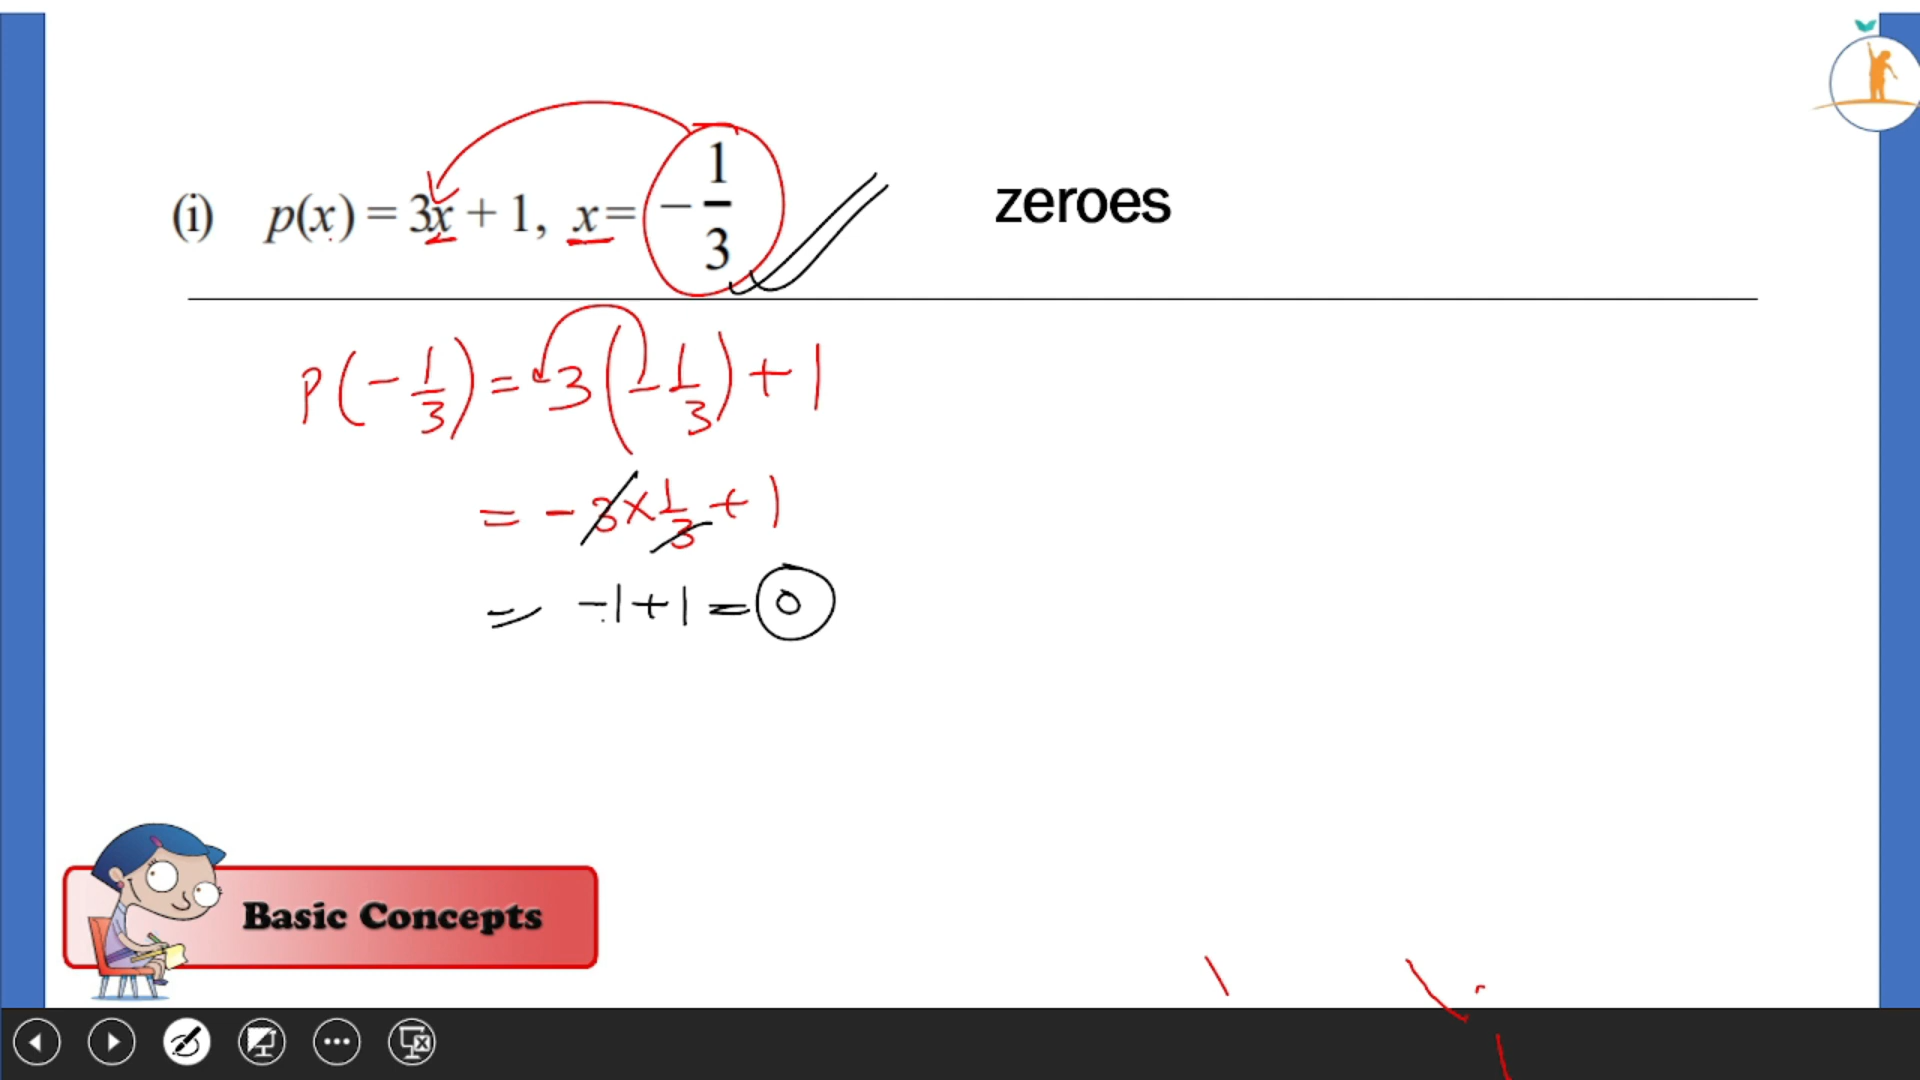 (i) p(x) = 3x + 1, x = -1/3
zeroes
P(-1/3) = 3(-1/3) + 1
= -3 x 1/3 + 1
= -1 + 1 = 0
Basic Concepts